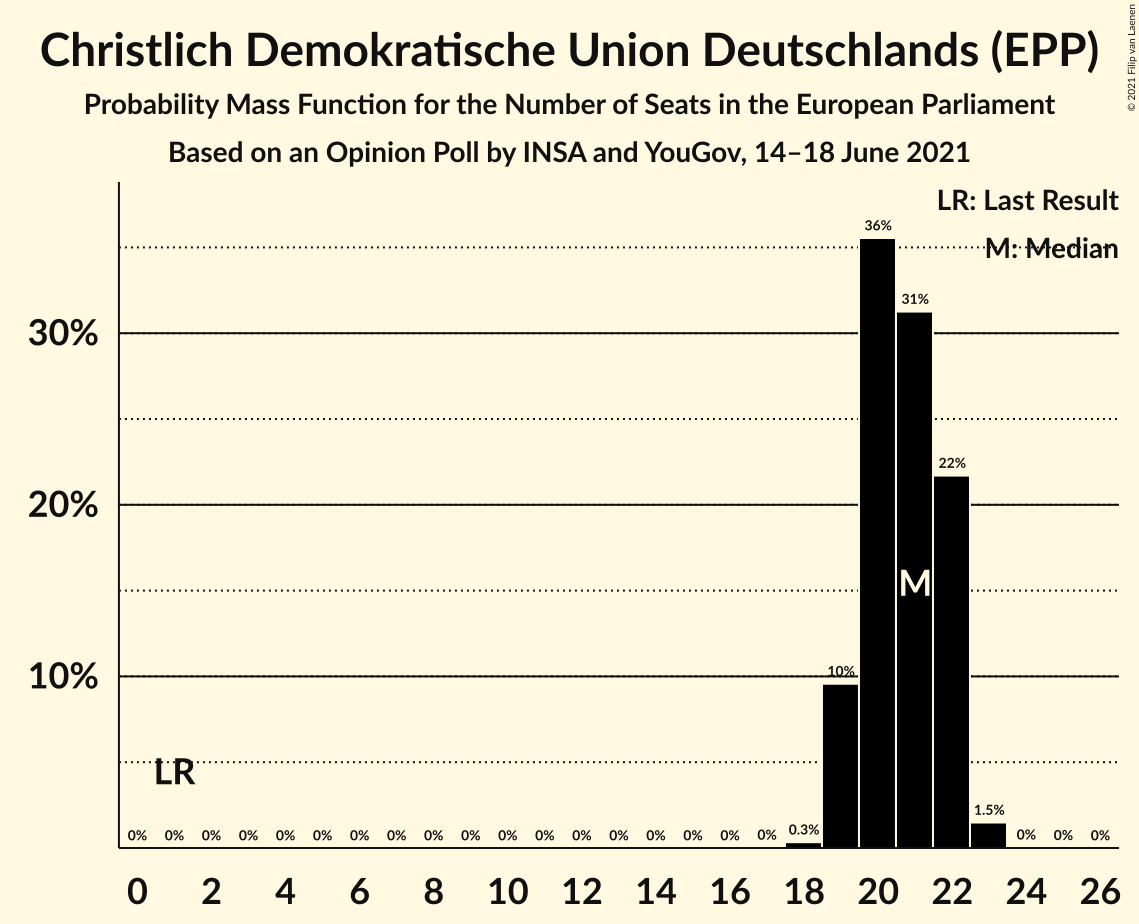 Christlich Demokratische Union Deutschlands (EPP)
Probability Mass Function for the Number of Seats in the European Parliament
Based on an Opinion Poll by INSA and YouGov, 14–18 June 2021
© 2021 Filip van Laenen
LR: Last Result
M: Median
36%
31%
30%
22%
20%
M
10%
10%
LR
0% 0% 0% 0% 0% 0% 0% 0% 0% 0% 0% 0% 0% 0% 0% 0% 0% 0% 0.3% 1.5% 0% 0% 0%
0 2 4 6 8 10 12 14 16 18 20 22 24 26